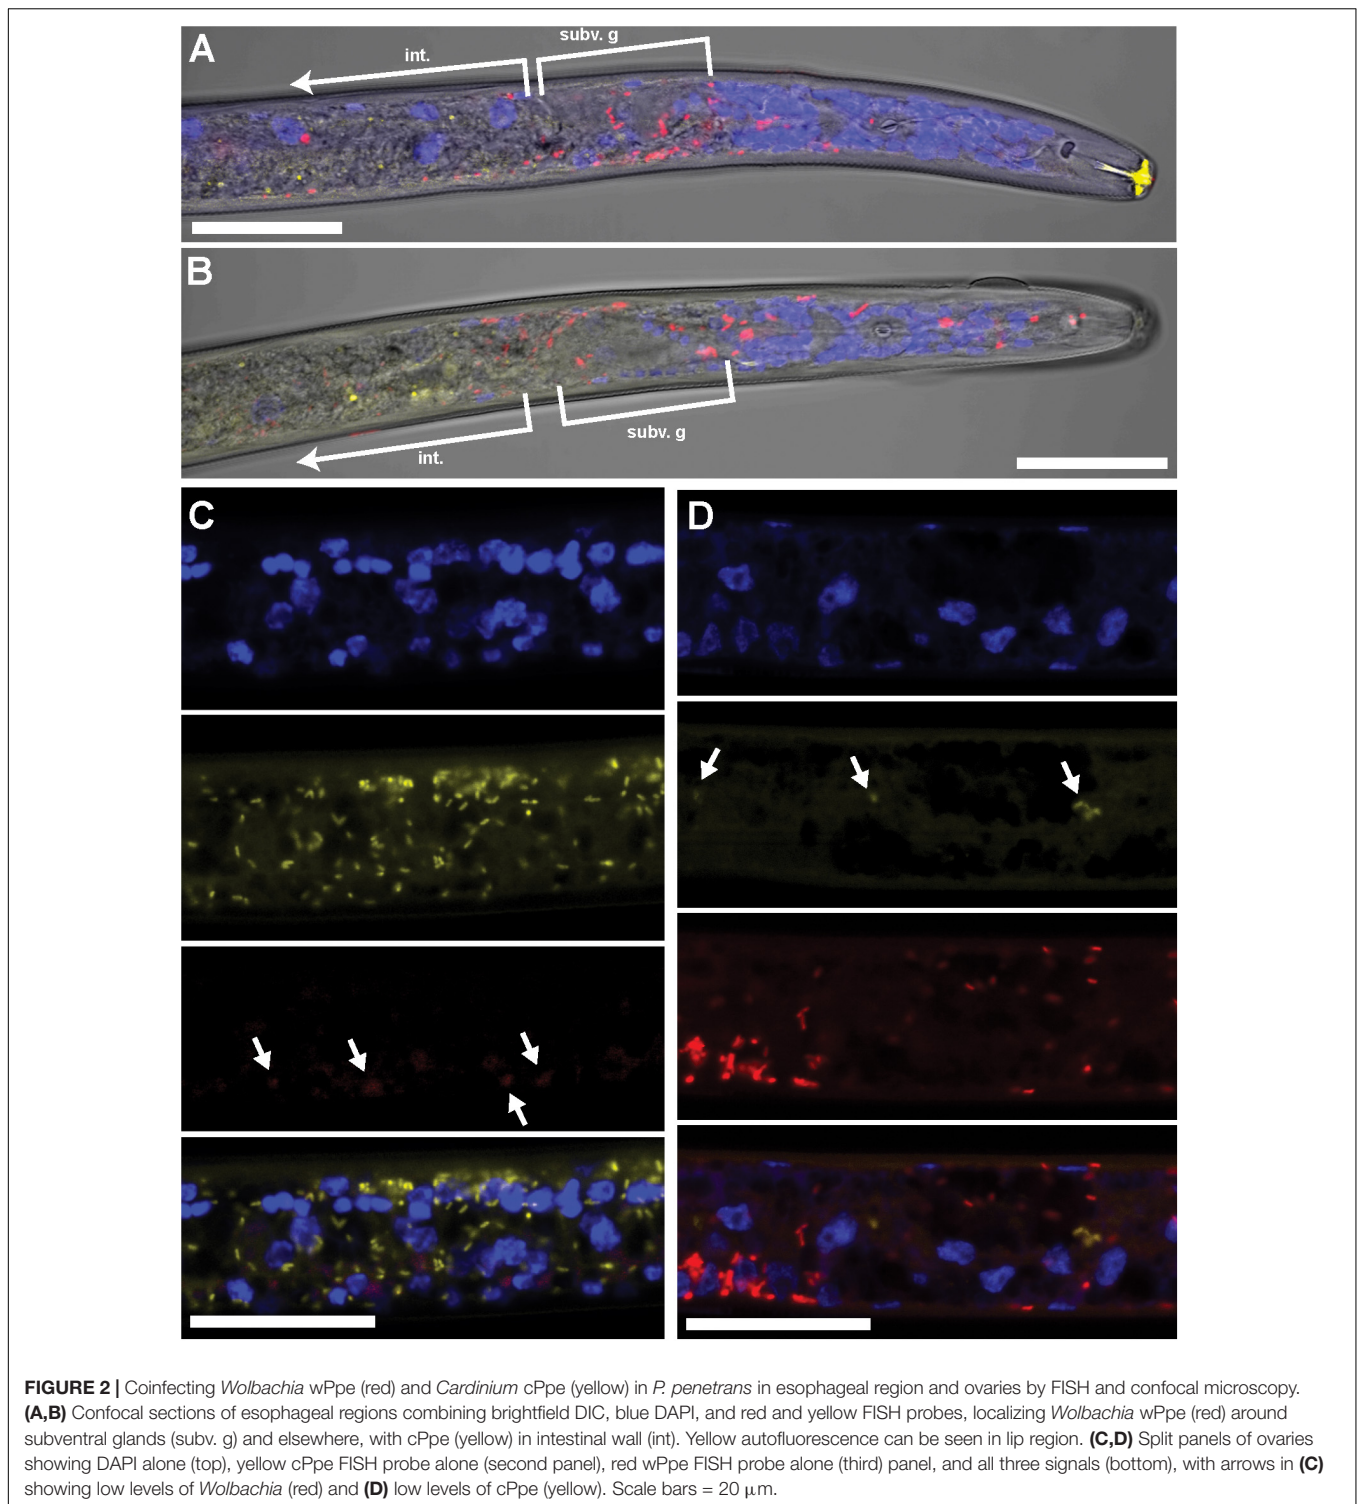 A
int.
subv. g
B
subv. g
int.
C
D
FIGURE 2 | Coinfecting Wolbachia wPpe (red) and Cardinium cPpe (yellow) in P. penetrans in esophageal region and ovaries by FISH and confocal microscopy.
(A,B) Confocal sections of esophageal regions combining brightfield DIC, blue DAPI, and red and yellow FISH probes, localizing Wolbachia wPpe (red) around
subventral glands (subv. g) and elsewhere, with cPpe (yellow) in intestinal wall (int). Yellow autofluorescence can be seen in lip region. (C,D) Split panels of ovaries
showing DAPI alone (top), yellow cPpe FISH probe alone (second panel), red wPpe FISH probe alone (third) panel, and all three signals (bottom), with arrows in (C)
showing low levels of Wolbachia (red) and (D) low levels of cPpe (yellow). Scale bars = 20 μm.